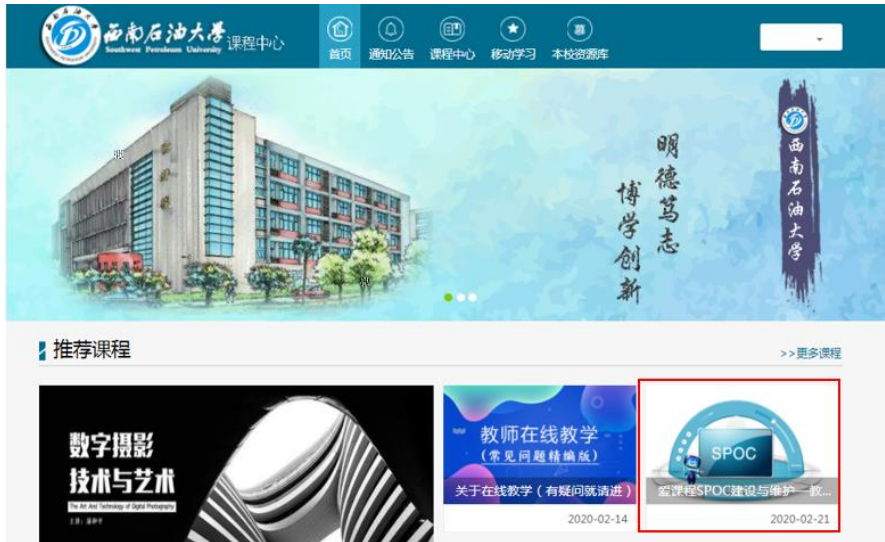 西南石油大学
Southwest Petroleum University
课程中心
首页
通知公告
课程中心
移动学习
本校资源库
明德笃志
博学创新
西南石油大学
推荐课程
>>更多课程
数字摄影
技术与艺术
The Art And Technology of Digital Photography
教师在线教学
(常见问题精编版)
关于在线教学(有疑问就请进)
2020-02-14
SPOC
爱课程SPOC建设与维护—教...
2020-02-21